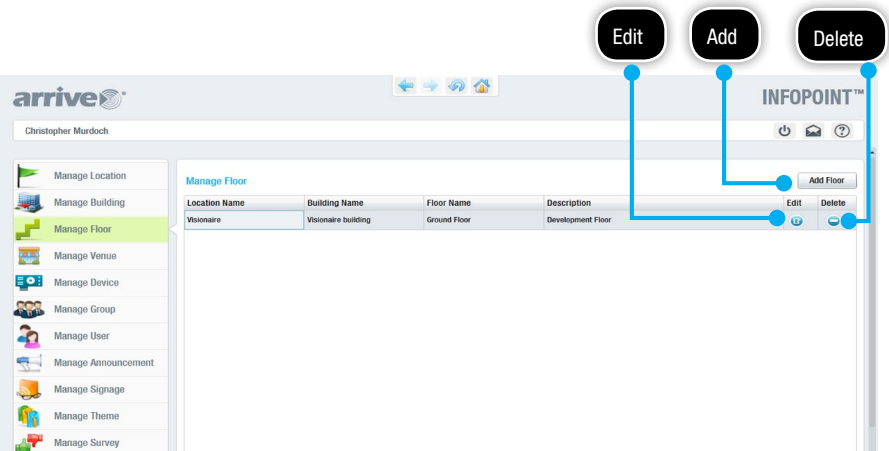 Edit Add Delete
arrive
INFOPOINT™
Christopher Murdoch
Manage Location
Manage Building
Manage Floor
Manage Venue
Manage Device
Manage Group
Manage User
Manage Announcement
Manage Signage
Manage Theme
Manage Survey
Manage Floor
Add Floor
Location Name Building Name Floor Name Description Edit Delete
Visionaire Visionaire building Ground Floor Development Floor